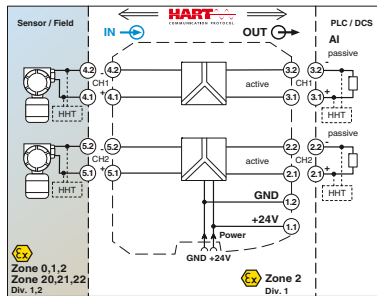 Sensor / Field
HART
COMMUNICATION PROTOCOL
PLC / DCS
IN
OUT
AI
passive
4.2 - 4.2 3.2 3.2 -
CH1 active CH1
4.1 + 4.1 3.1 3.1 +
HHT
HHT
passive
5.2 - 5.2 2.2 2.2 -
CH2 active CH2
5.1 + 5.1 2.1 2.1 +
HHT
HHT
GND
1.2
+24V
1.1
Power
GND +24V
Ex
Zone 0,1,2
Zone 20,21,22
Div. 1,2
Ex
Zone 2
Div. 1